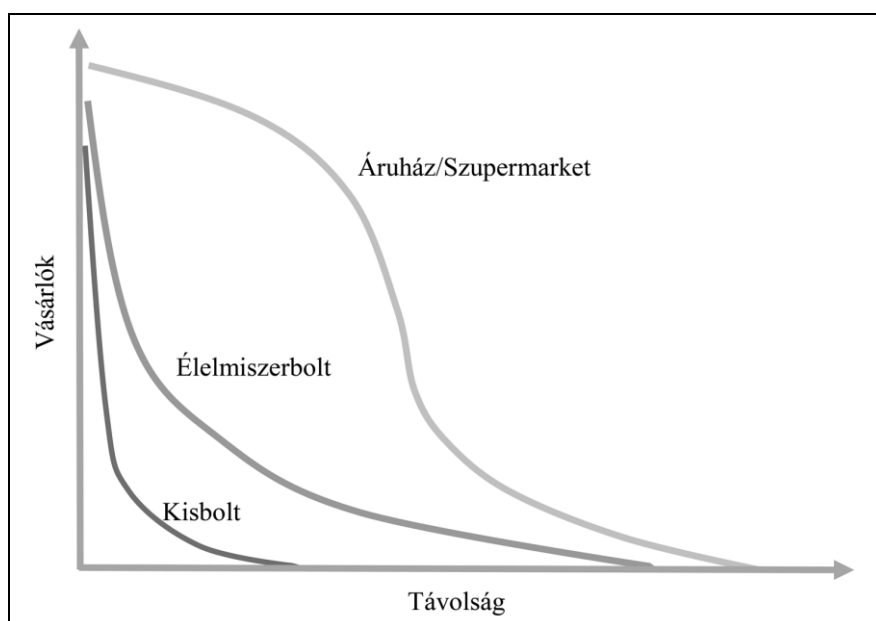 Áruház/Szupermarket
Vásárlók
Élelmiszerbolt
Kisbolt
Távolság